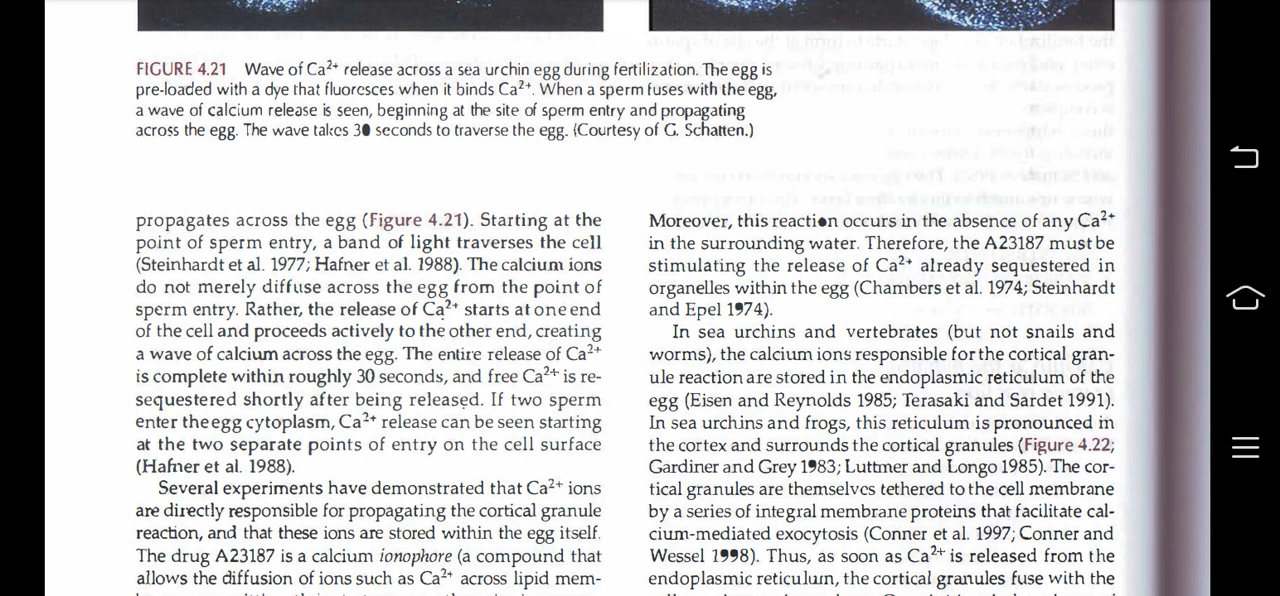 FIGURE 4.21 Wave of Ca²⁺ release across a sea urchin egg during fertilization. The egg is
pre-loaded with a dye that fluoresces when it binds Ca²⁺. When a sperm fuses with the egg,
a wave of calcium release is seen, beginning at the site of sperm entry and propagating
across the egg. The wave takes 30 seconds to traverse the egg. (Courtesy of G. Schatten.)
propagates across the egg (Figure 4.21). Starting at the
point of sperm entry, a band of light traverses the cell
(Steinhardt et al. 1977; Hafner et al. 1988). The calcium ions
do not merely diffuse across the egg from the point of
sperm entry. Rather, the release of Ca²⁺ starts at one end
of the cell and proceeds actively to the other end, creating
a wave of calcium across the egg. The entire release of Ca²⁺
is complete within roughly 30 seconds, and free Ca²⁺ is re-
sequestered shortly after being released. If two sperm
enter the egg cytoplasm, Ca²⁺ release can be seen starting
at the two separate points of entry on the cell surface
(Hafner et al. 1988).
Several experiments have demonstrated that Ca²⁺ ions
are directly responsible for propagating the cortical granule
reaction, and that these ions are stored within the egg itself.
The drug A23187 is a calcium ionophore (a compound that
allows the diffusion of ions such as Ca²⁺ across lipid mem-
Moreover, this reaction occurs in the absence of any Ca²⁺
in the surrounding water. Therefore, the A23187 must be
stimulating the release of Ca²⁺ already sequestered in
organelles within the egg (Chambers et al. 1974; Steinhardt
and Epel 1974).
In sea urchins and vertebrates (but not snails and
worms), the calcium ions responsible for the cortical gran-
ule reaction are stored in the endoplasmic reticulum of the
egg (Eisen and Reynolds 1985; Terasaki and Sardet 1991).
In sea urchins and frogs, this reticulum is pronounced in
the cortex and surrounds the cortical granules (Figure 4.22;
Gardiner and Grey 1983; Luttmer and Longo 1985). The cor-
tical granules are themselves tethered to the cell membrane
by a series of integral membrane proteins that facilitate cal-
cium-mediated exocytosis (Conner et al. 1997; Conner and
Wessel 1998). Thus, as soon as Ca²⁺ is released from the
endoplasmic reticulum, the cortical granules fuse with the